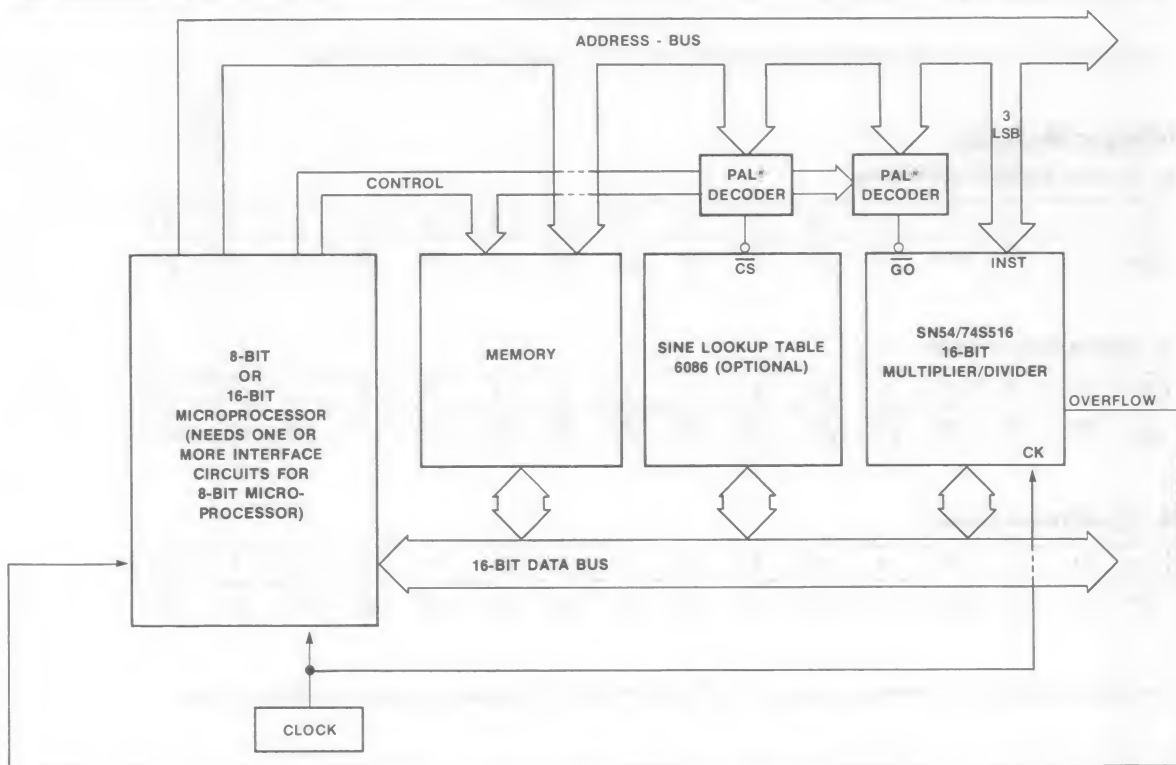 ADDRESS - BUS
3
LSB
CONTROL
PAL*
DECODER
PAL*
DECODER
CS
GO
INST
8-BIT
OR
16-BIT
MICROPROCESSOR
(NEEDS ONE OR
MORE INTERFACE
CIRCUITS FOR
8-BIT MICRO-
PROCESSOR)
MEMORY
SINE LOOKUP TABLE
6086 (OPTIONAL)
SN54/74S516
16-BIT
MULTIPLIER/DIVIDER
OVERFLOW
CK
16-BIT DATA BUS
CLOCK